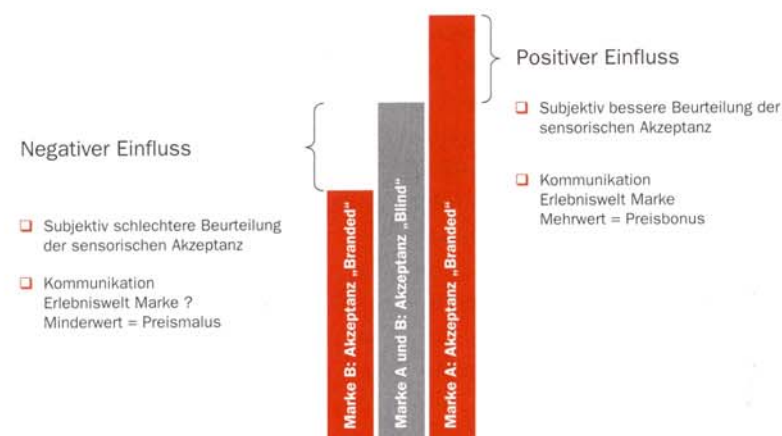 Positiver Einfluss
Subjektiv bessere Beurteilung der
sensorischen Akzeptanz
Kommunikation
Erlebniswelt Marke
Mehrwert = Preisbonus
Negativer Einfluss
Subjektiv schlechtere Beurteilung
der sensorischen Akzeptanz
Kommunikation
Erlebniswelt Marke ?
Minderwert = Preismalus
Marke B: Akzeptanz „Branded“
Marke A und B: Akzeptanz „Blind“
Marke A: Akzeptanz „Branded“